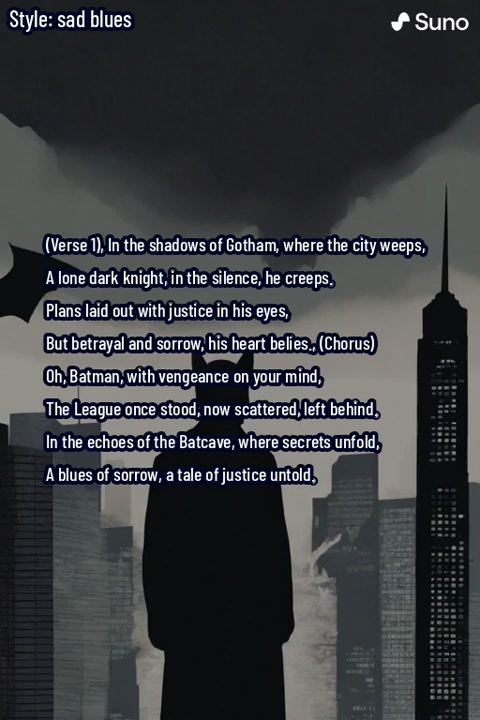 Style: sad blues
Suno
(Verse 1), In the shadows of Gotham, where the city weeps,
A lone dark knight, in the silence, he creeps.
Plans laid out with justice in his eyes,
But betrayal and sorrow, his heart belies., (Chorus)
Oh, Batman, with vengeance on your mind,
The League once stood, now scattered, left behind.
In the echoes of the Batcave, where secrets unfold,
A blues of sorrow, a tale of justice untold.